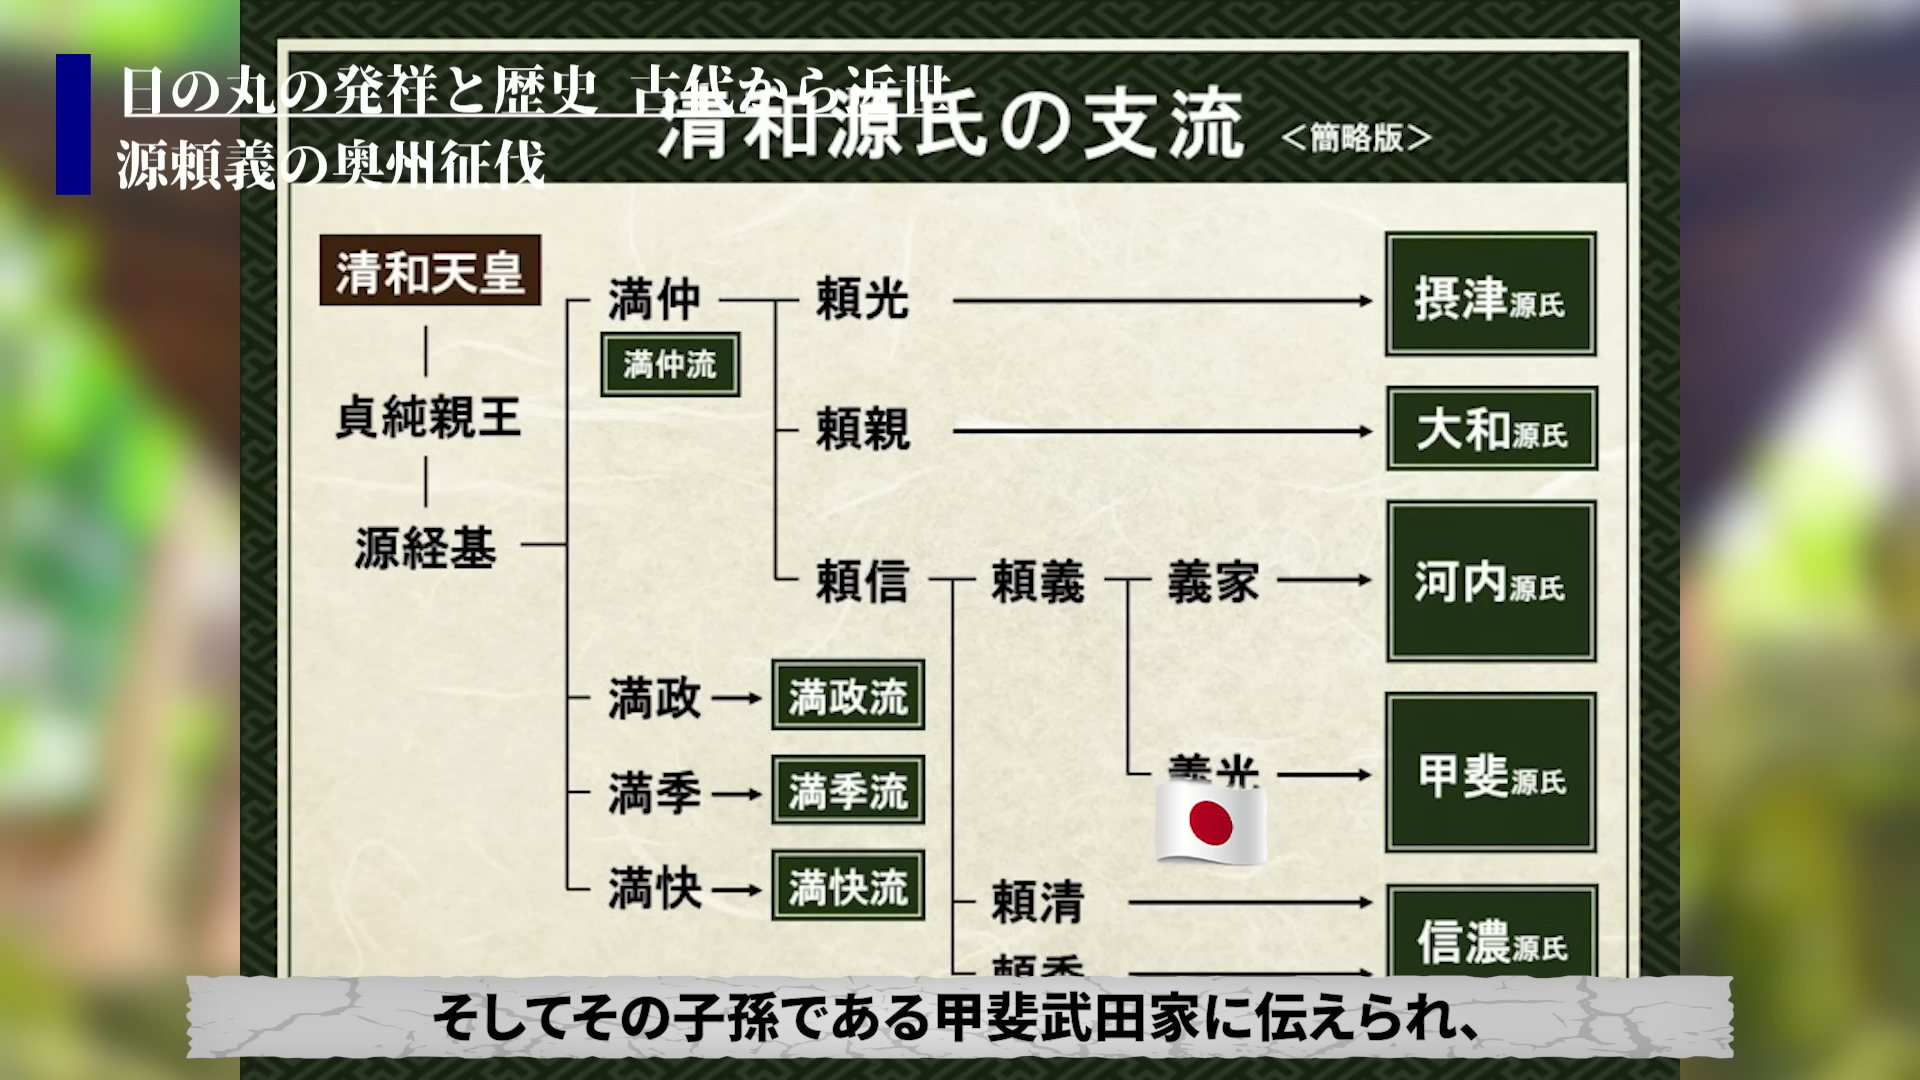 日の丸の発祥と歴史 古代から近世
源頼義の奥州征伐
清和源氏の支流 <簡略版>
清和天皇
貞純親王
源経基
満仲
満仲流
頼光
摂津源氏
頼親
大和源氏
頼信
頼義
義家
河内源氏
満政
満政流
義光
甲斐源氏
満季
満季流
満快
満快流
頼清
信濃源氏
頼季
そしてその子孫である甲斐武田家に伝えられ、